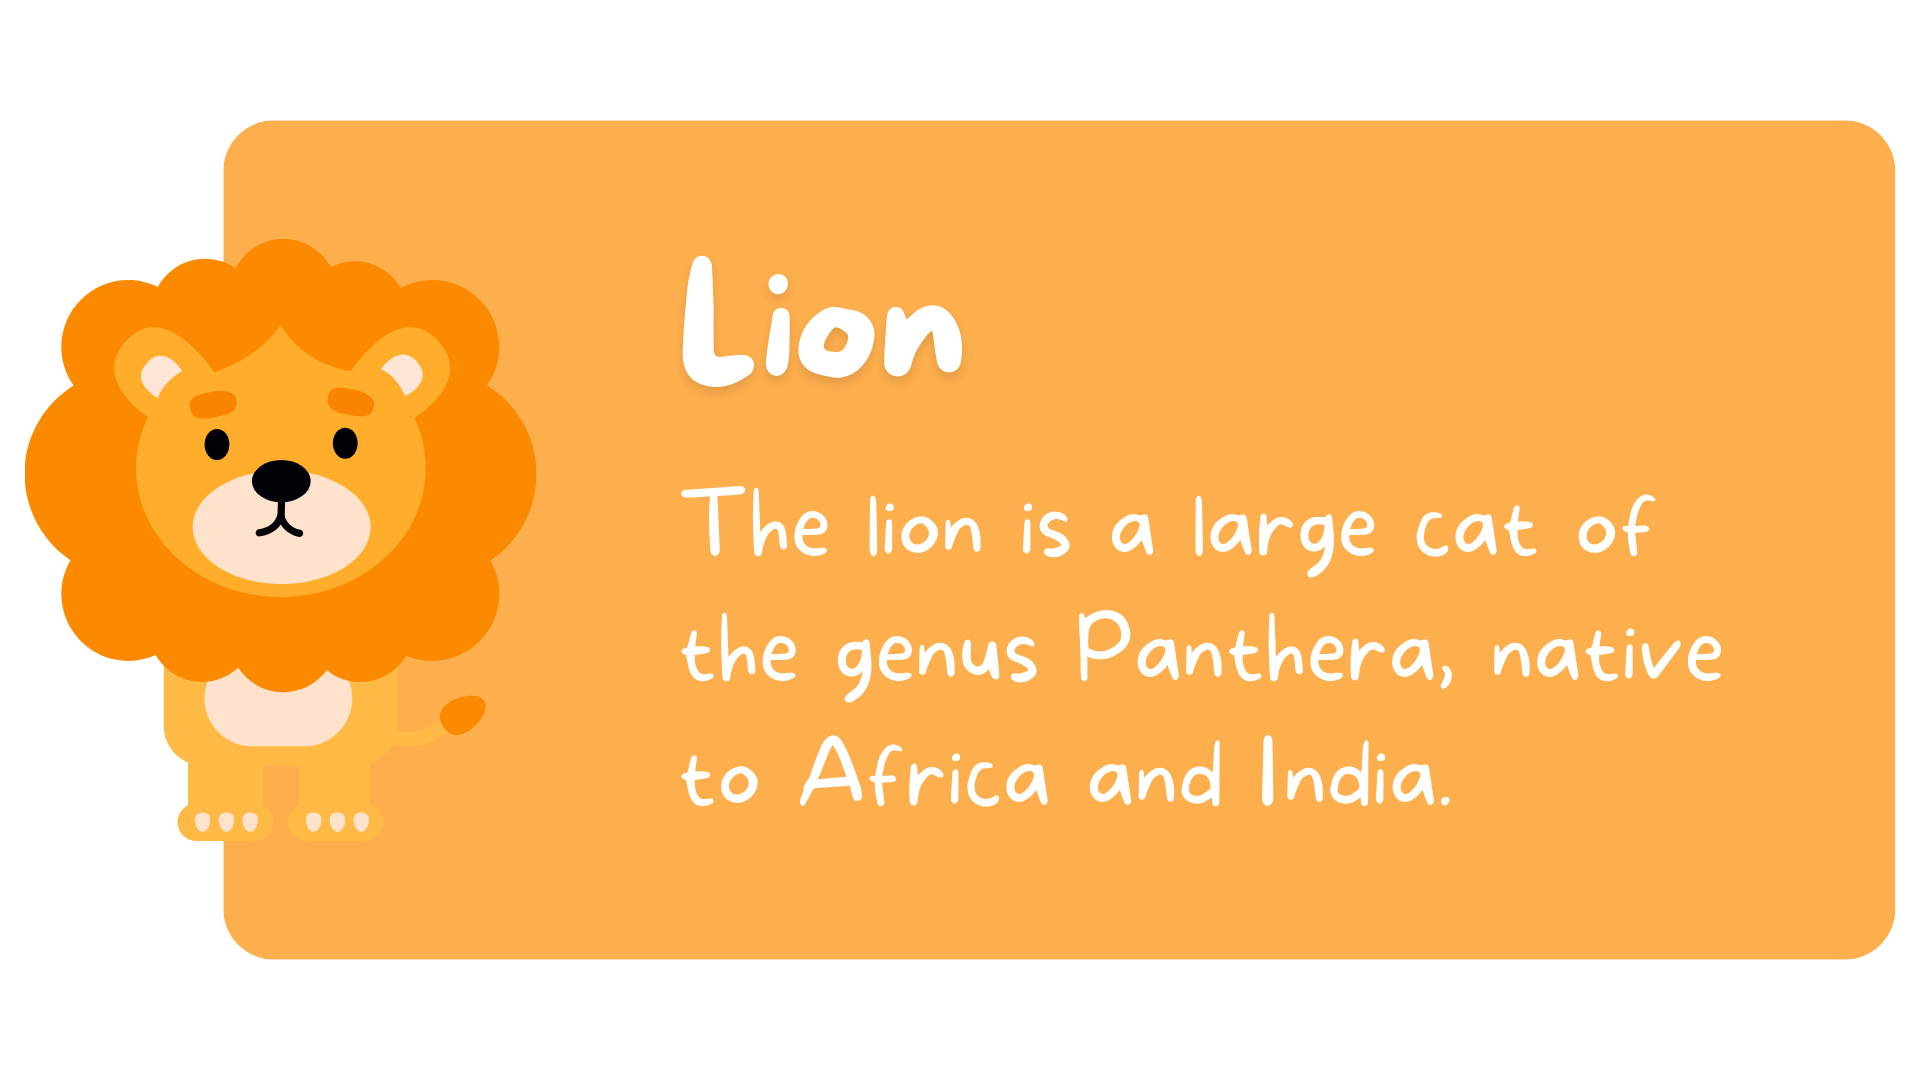 Lion
The lion is a large cat of
the genus Panthera, native
to Africa and India.